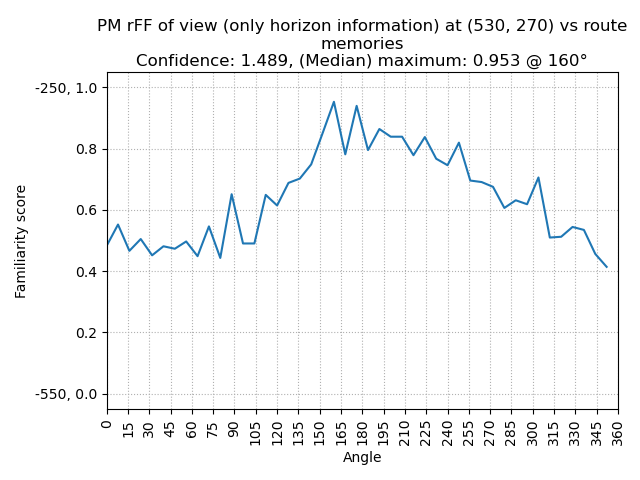 PM rFF of view (only horizon information) at (530, 270) vs route
memories
Confidence: 1.489, (Median) maximum: 0.953 @ 160°
-250, 1.0
0.8
0.6
0.4
0.2
-550, 0.0
Familiarity score
0 15 30 45 60 75 90 105 120 135 150 165 180 195 210 225 240 255 270 285 300 315 330 345 360
Angle